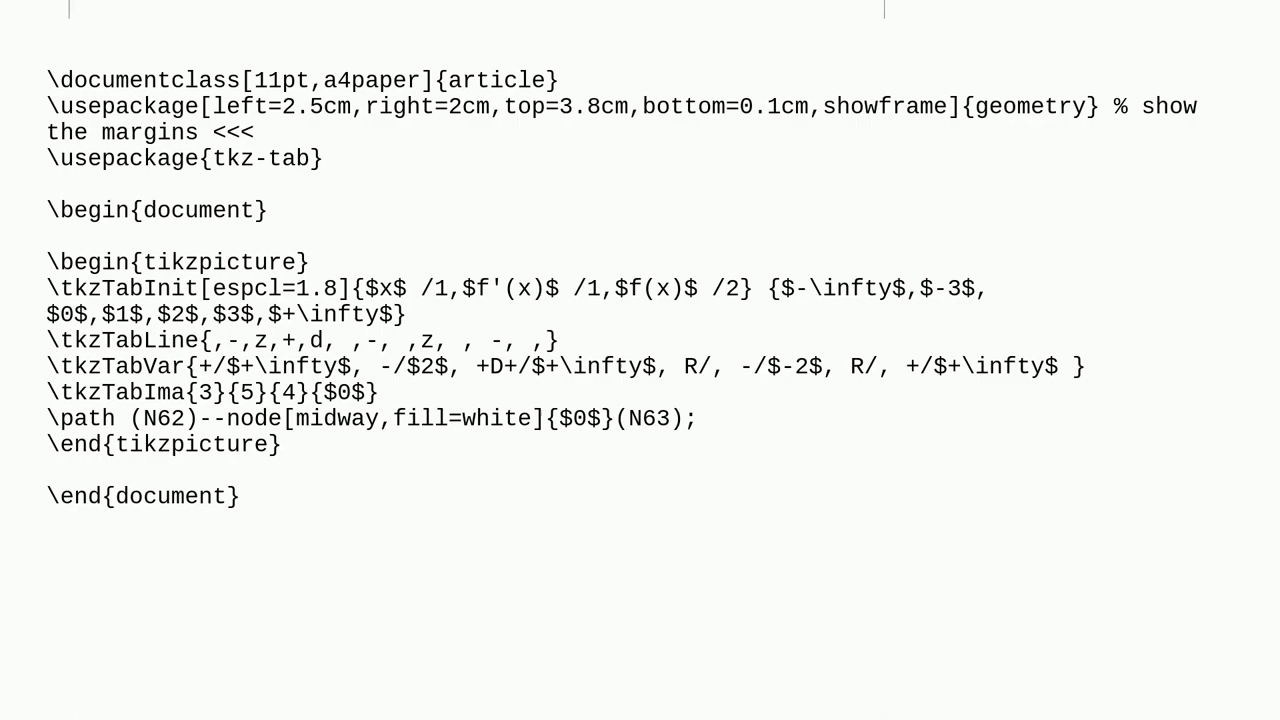 \documentclass[11pt,a4paper]{article}
\usepackage[left=2.5cm,right=2cm,top=3.8cm,bottom=0.1cm,showframe]{geometry} % show
the margins <<<
\usepackage{tkz-tab}
\begin{document}
\begin{tikzpicture}
\tkzTabInit[espcl=1.8]{$x$ /1,$f'(x)$ /1,$f(x)$ /2} {$-\infty$,$-3$,
$0$,$1$,$2$,$3$,$+\infty$}
\tkzTabLine{,-,z,+,d, ,-, ,z, , -, ,}
\tkzTabVar{+/$+\infty$, -/$2$, +D+/$+\infty$, R/, -/$-2$, R/, +/$+\infty$ }
\tkzTabIma{3}{5}{4}{$0$}
\path (N62)--node[midway,fill=white]{$0$}(N63);
\end{tikzpicture}
\end{document}